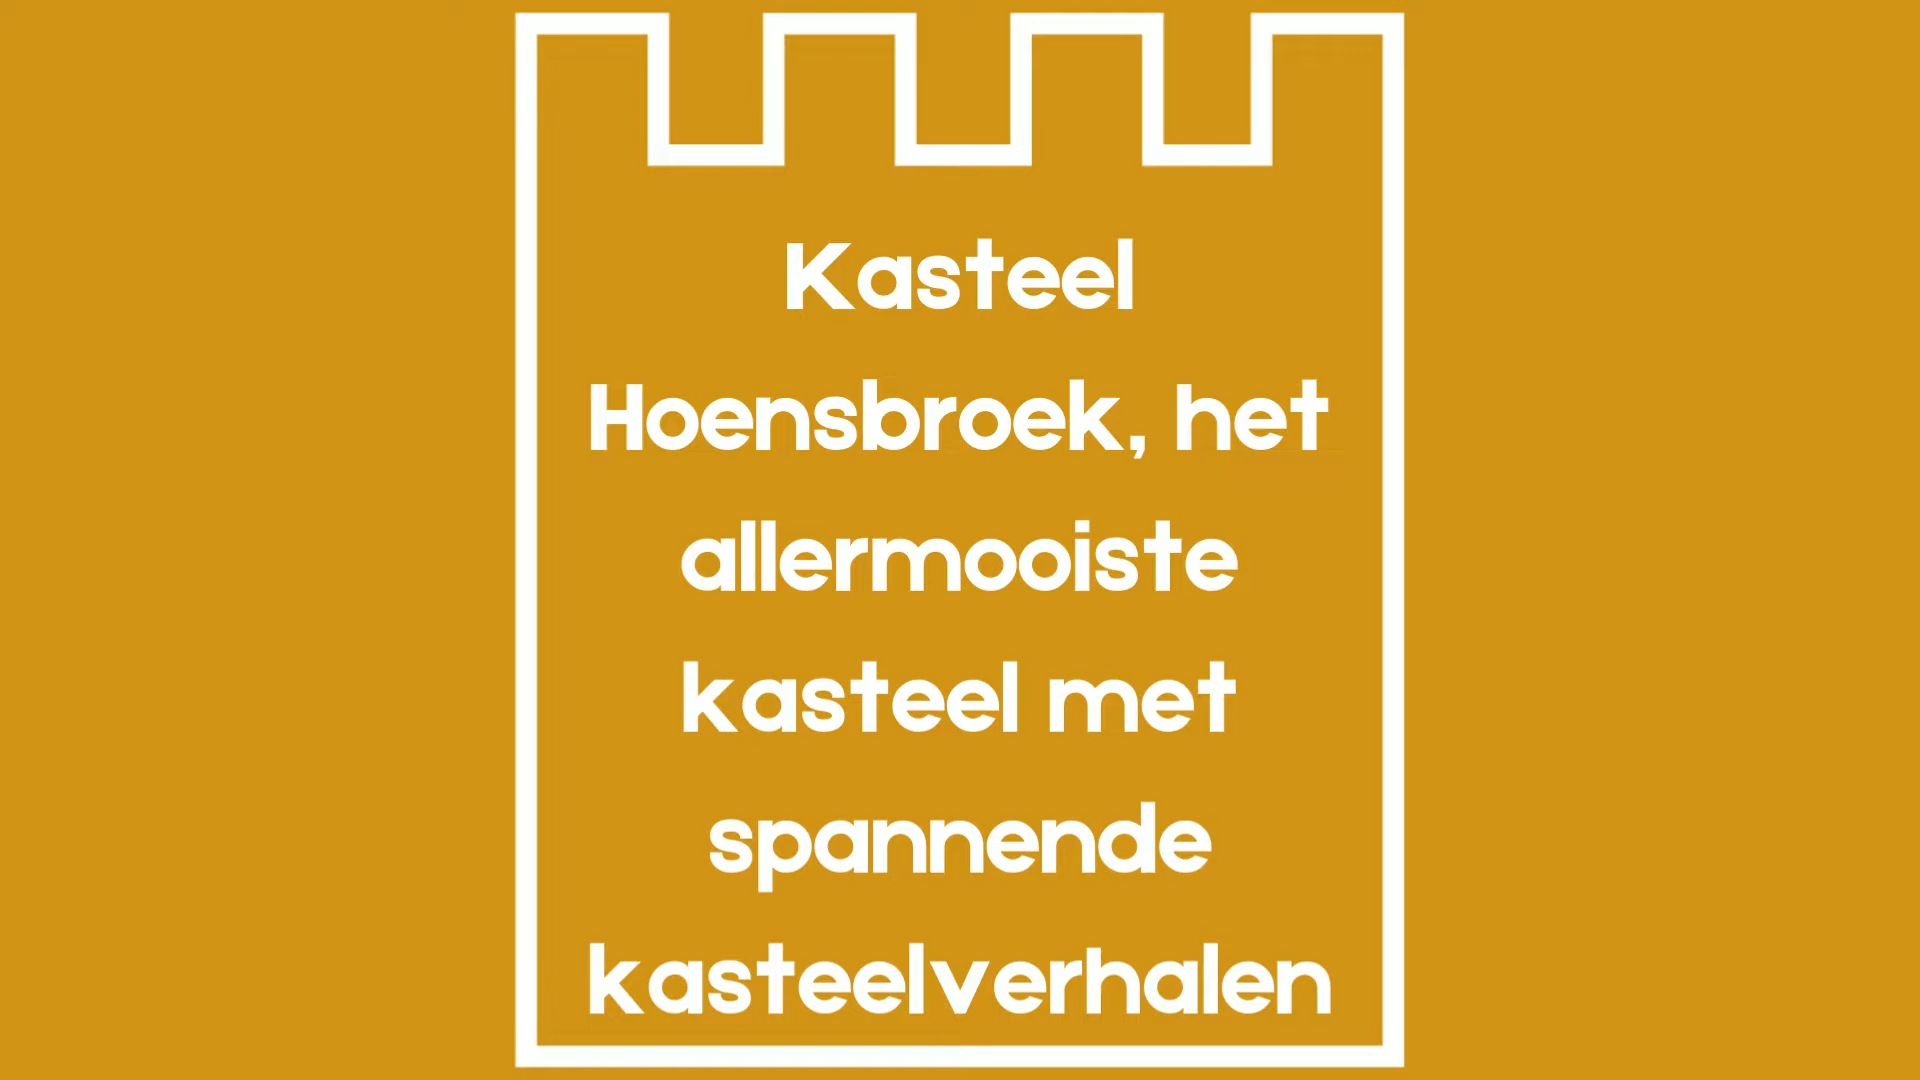 Kasteel
Hoensbroek, het
allermooiste
kasteel met
spannende
kasteelverhalen